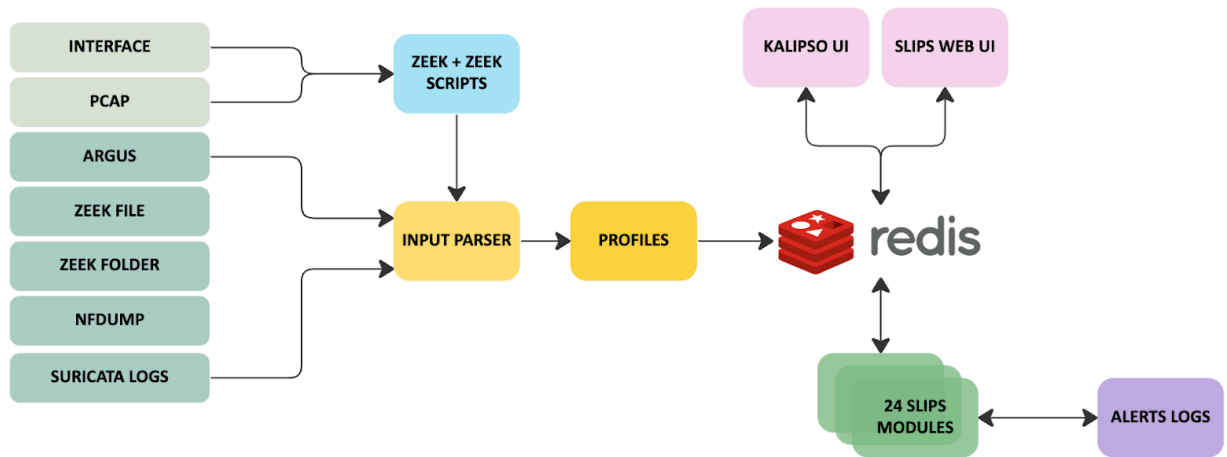 INTERFACE
PCAP
ARGUS
ZEEK FILE
ZEEK FOLDER
NFDUMP
SURICATA LOGS
ZEEK + ZEEK
SCRIPTS
INPUT PARSER
PROFILES
KALIPSO UI
SLIPS WEB UI
redis
24 SLIPS
MODULES
ALERTS LOGS